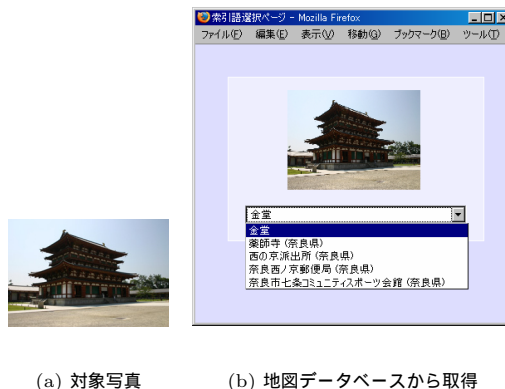 索引語選択ページ - Mozilla Firefox
ファイル(F) 編集(E) 表示(V) 移動(G) ブックマーク(B) ツール(T)
金堂
金堂
薬師寺 (奈良県)
西の京派出所 (奈良県)
奈良西ノ京郵便局 (奈良県)
奈良市七条コミュニティスポーツ会館 (奈良県)
(a) 対象写真
(b) 地図データベースから取得